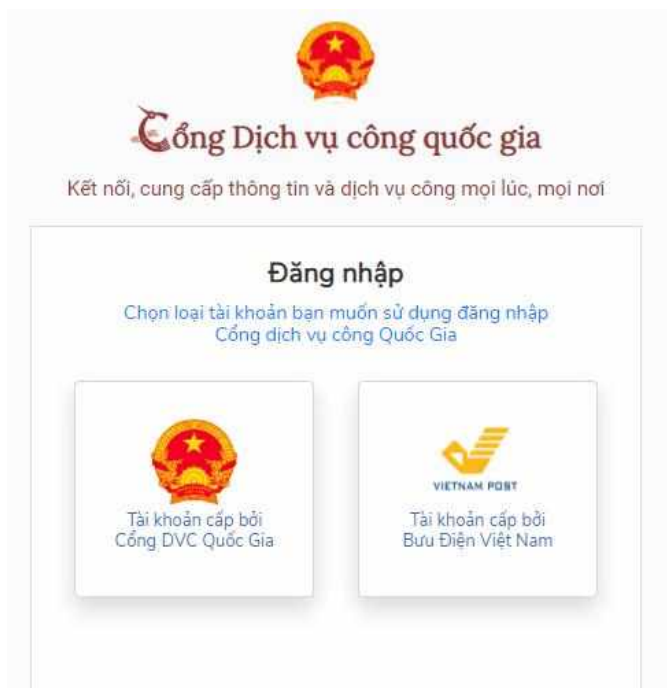 Cổng Dịch vụ công quốc gia
Kết nối, cung cấp thông tin và dịch vụ công mọi lúc, mọi nơi
Đăng nhập
Chọn loại tài khoản bạn muốn sử dụng đăng nhập
Cổng dịch vụ công Quốc Gia
Tài khoản cấp bởi
Cổng DVC Quốc Gia
VIETNAM POST
Tài khoản cấp bởi
Bưu Điện Việt Nam